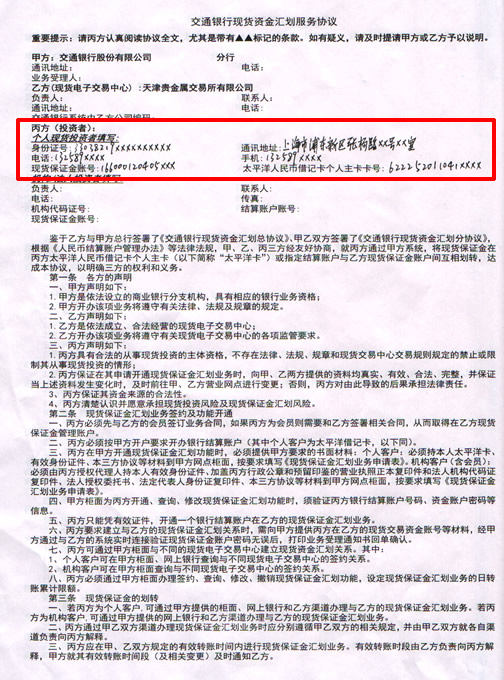 交通银行现货资金汇划服务协议
重要提示：请丙方认真阅读协议全文，尤其是带有▲▲标记的条款。如有疑义，请及时提请甲方或乙方予以说明。
甲方：交通银行股份有限公司 分行
通讯地址： 电话：
业务受理人：
乙方（现货电子交易中心）：天津贵金属交易所有限公司
负责人： 联系人：
通讯地址： 电话：
交通银行系统中乙方公司编码
丙方（投资者）：
个人现货投资者填写：
身份证号：33038219XXXXXXXXXX 通讯地址：上海市浦东新区张杨路XX号XX室
电话：132589XXXX 手机：132589XXXX
现货保证金账号：166000120405XXX 太平洋人民币借记卡个人主卡卡号：622252010 41XXXX
负责人： 联系人：
电话： 传真：
机构代码证号： 结算账户账号：
现货保证金账号：
鉴于乙方与甲方总行签署了《交通银行现货资金汇划总协议》、甲乙双方签署了《交通银行现货资金汇划分协议》，
根据《人民币结算账户管理办法》等法律法规，甲、乙、丙三方经友好协商，就丙方通过甲方系统，将现货保证金在
丙方太平洋人民币借记卡个人主卡（以下简称“太平洋卡”）或指定结算账户与乙方现货保证金账户间互相划转，达
成本协议，以明确三方的权利和义务。
第一条 各方的声明
一、甲方声明如下：
1．甲方是依法设立的商业银行分支机构，具有相应的银行业务资格；
2．甲方开办该项业务将遵守有关法律、法规及规章的规定。
二、乙方声明如下：
1．乙方是依法成立、合法经营的现货电子交易中心；
2．乙方开办该项业务将遵守有关现货电子交易中心的各项监管要求。
三、丙方声明如下：
1．丙方具有合法的从事现货投资的主体资格，不存在法律、法规、规章和现货交易中心交易规则规定的禁止或限
制其从事现货投资的情形；
2．丙方保证在其申请开通现货保证金汇划业务时，向甲、乙两方提供的资料均真实、有效、合法、完整，并保证
当上述资料发生变化时，及时前往甲、乙方营业网点进行变更；否则，丙方对由此导致的后果承担法律责任。
3、丙方保证其资金来源的合法性。
4、丙方清楚认识并愿意承担现货投资风险及现货保证金汇划风险。
第二条 现货保证金汇划业务签约及功能开通
一、丙方必须先与乙方的会员签订业务合同，如果丙方为会员则需要和乙方签署相关合同，从而取得在乙方现货
保证金管理账户。
二、丙方必须按甲方开户要求开办银行结算账户（其中个人客户为太平洋借记卡，以下同）。
三、丙方在甲方开通现货保证金汇划功能时，必须提供甲方要求的书面材料：个人客户：必须持本人太平洋卡、
有效身份证件、本三方协议等材料到甲方网点柜面，按要求填写《现货保证金汇划业务申请表》。机构客户（含会员）：
必须由丙方授权代理人持本人有效身份证件、加盖丙方行政公章和预留印鉴的营业执照正本复印件和法人机构代码证
复印件、法人授权委托书、法定代表人身份证复印件、本三方协议等材料到甲方网点柜面，按要求填写《现货保证金
汇划业务申请表》。
四、甲方柜面为丙方开通、查询、修改现货保证金汇划功能时，须验证丙方银行结算账户账号、资金账户密码等
信息。
五、丙方只能凭有效证件，开通一个银行结算账户在乙方的现货保证金汇划业务。
六、丙方要求建立与乙方的现货保证金汇划关系时，需向甲方提供丙方在乙方的现货交易资金账号等材料，经甲
方通过与乙方的系统实时连接验证现货保证金账户密码无误后，打印业务受理通知书回单确认。
七、丙方可通过甲方柜面与不同的现货电子交易中心建立现货资金汇划关系。其中：
1、个人客户可在甲方柜面、网上银行查询与不同现货电子交易中心的签约关系。
2、机构客户可在甲方柜面查询与不同现货电子交易中心的签约关系。
八、丙方必须通过甲方柜面办理签约、查询、修改、撤销现货保证金汇划功能，设定现货保证金汇划业务的日转
账累计限额。
第三条 现货保证金的划转
一、若丙方为个人客户,可通过甲方提供的柜面、网上银行和乙方渠道办理与乙方的现货保证金汇划业务。若丙
方为机构客户,可通过甲方提供的网上银行和乙方渠道办理与乙方的现货保证金汇划业务。
二、丙方通过甲乙双方渠道办理现货保证金汇划业务时应分别遵循甲乙双方的相关规定，并由甲乙双方就各自渠
道负责向丙方解释。
三、丙方应在甲、乙双方规定的有效转账时间内进行现货保证金汇划业务。有效转账时段由乙方负责向丙方解
释，甲方就其有效转账时间段（及相关变更）及时通知乙方。